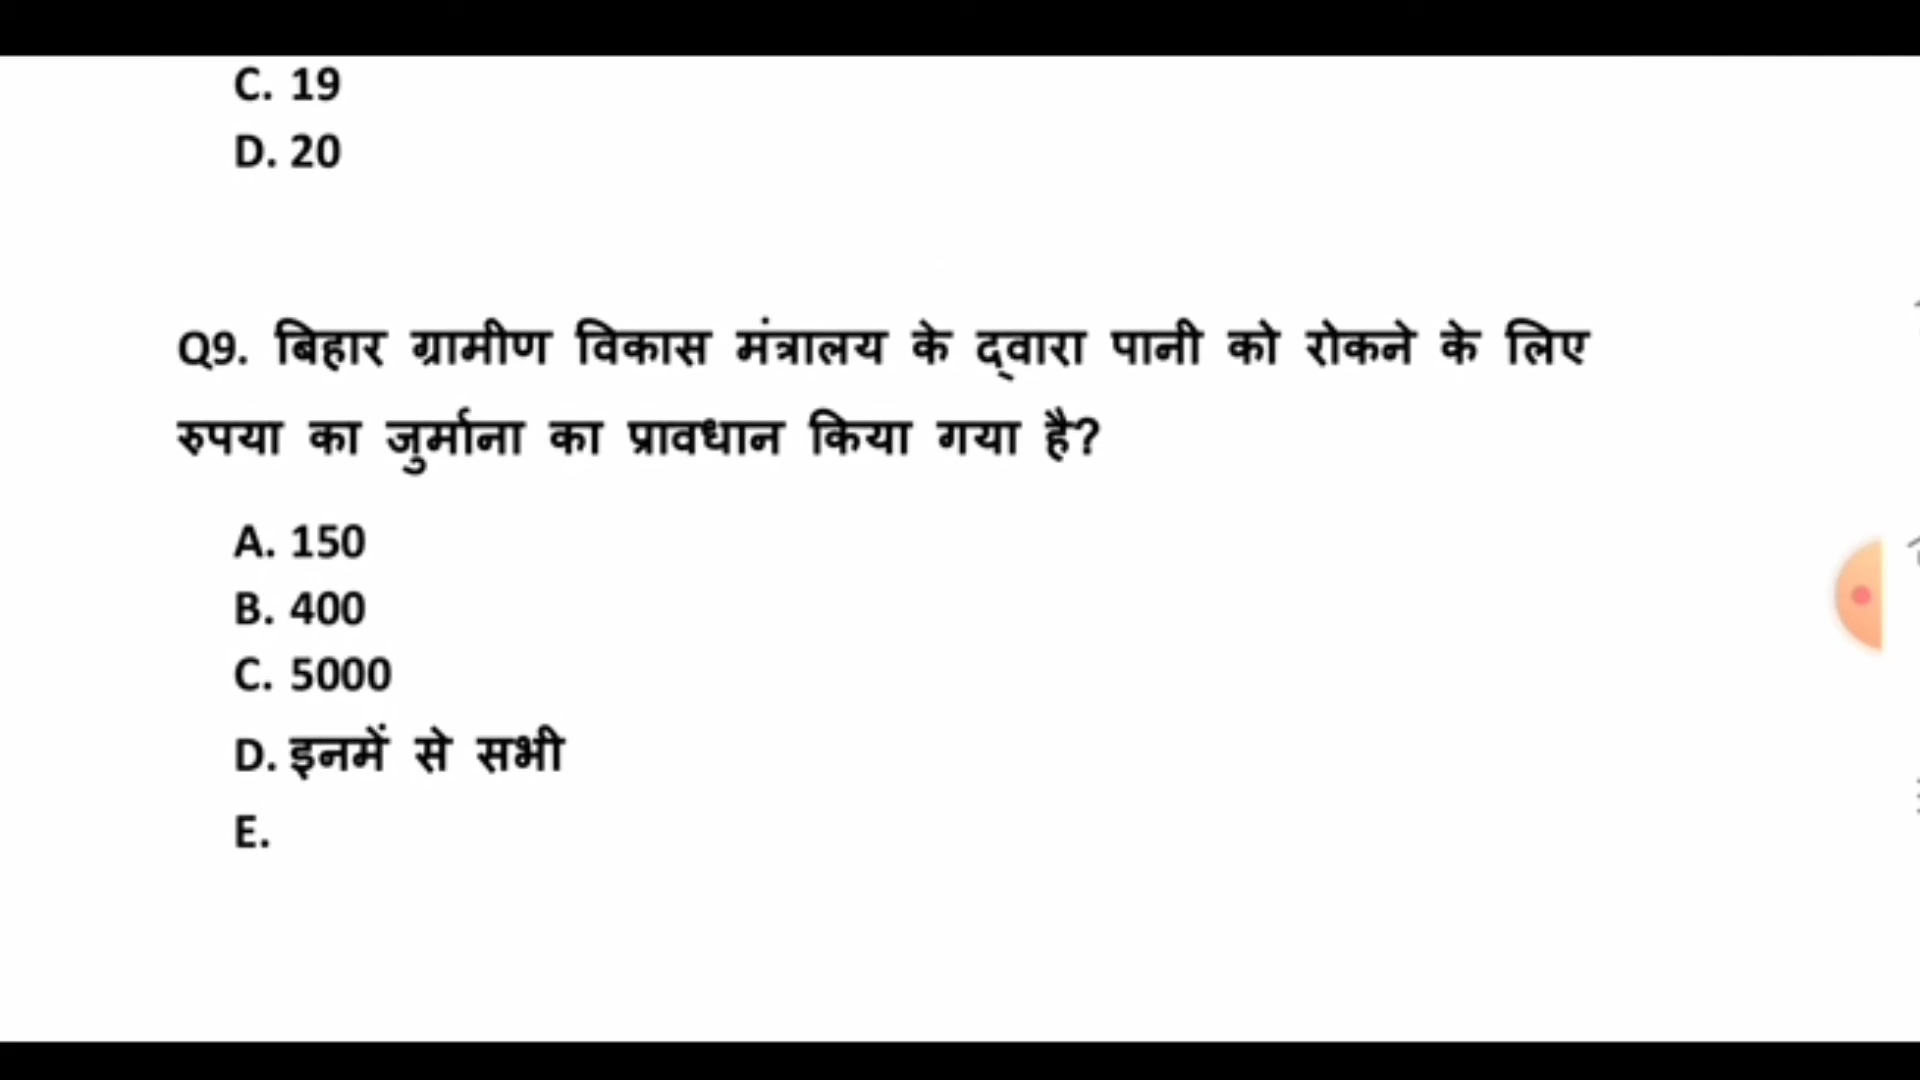 C. 19
D. 20
Q9. बिहार ग्रामीण विकास मंत्रालय के द्वारा पानी को रोकने के लिए
रुपया का जुर्माना का प्रावधान किया गया है?
A. 150
B. 400
C. 5000
D. इनमें से सभी
E.